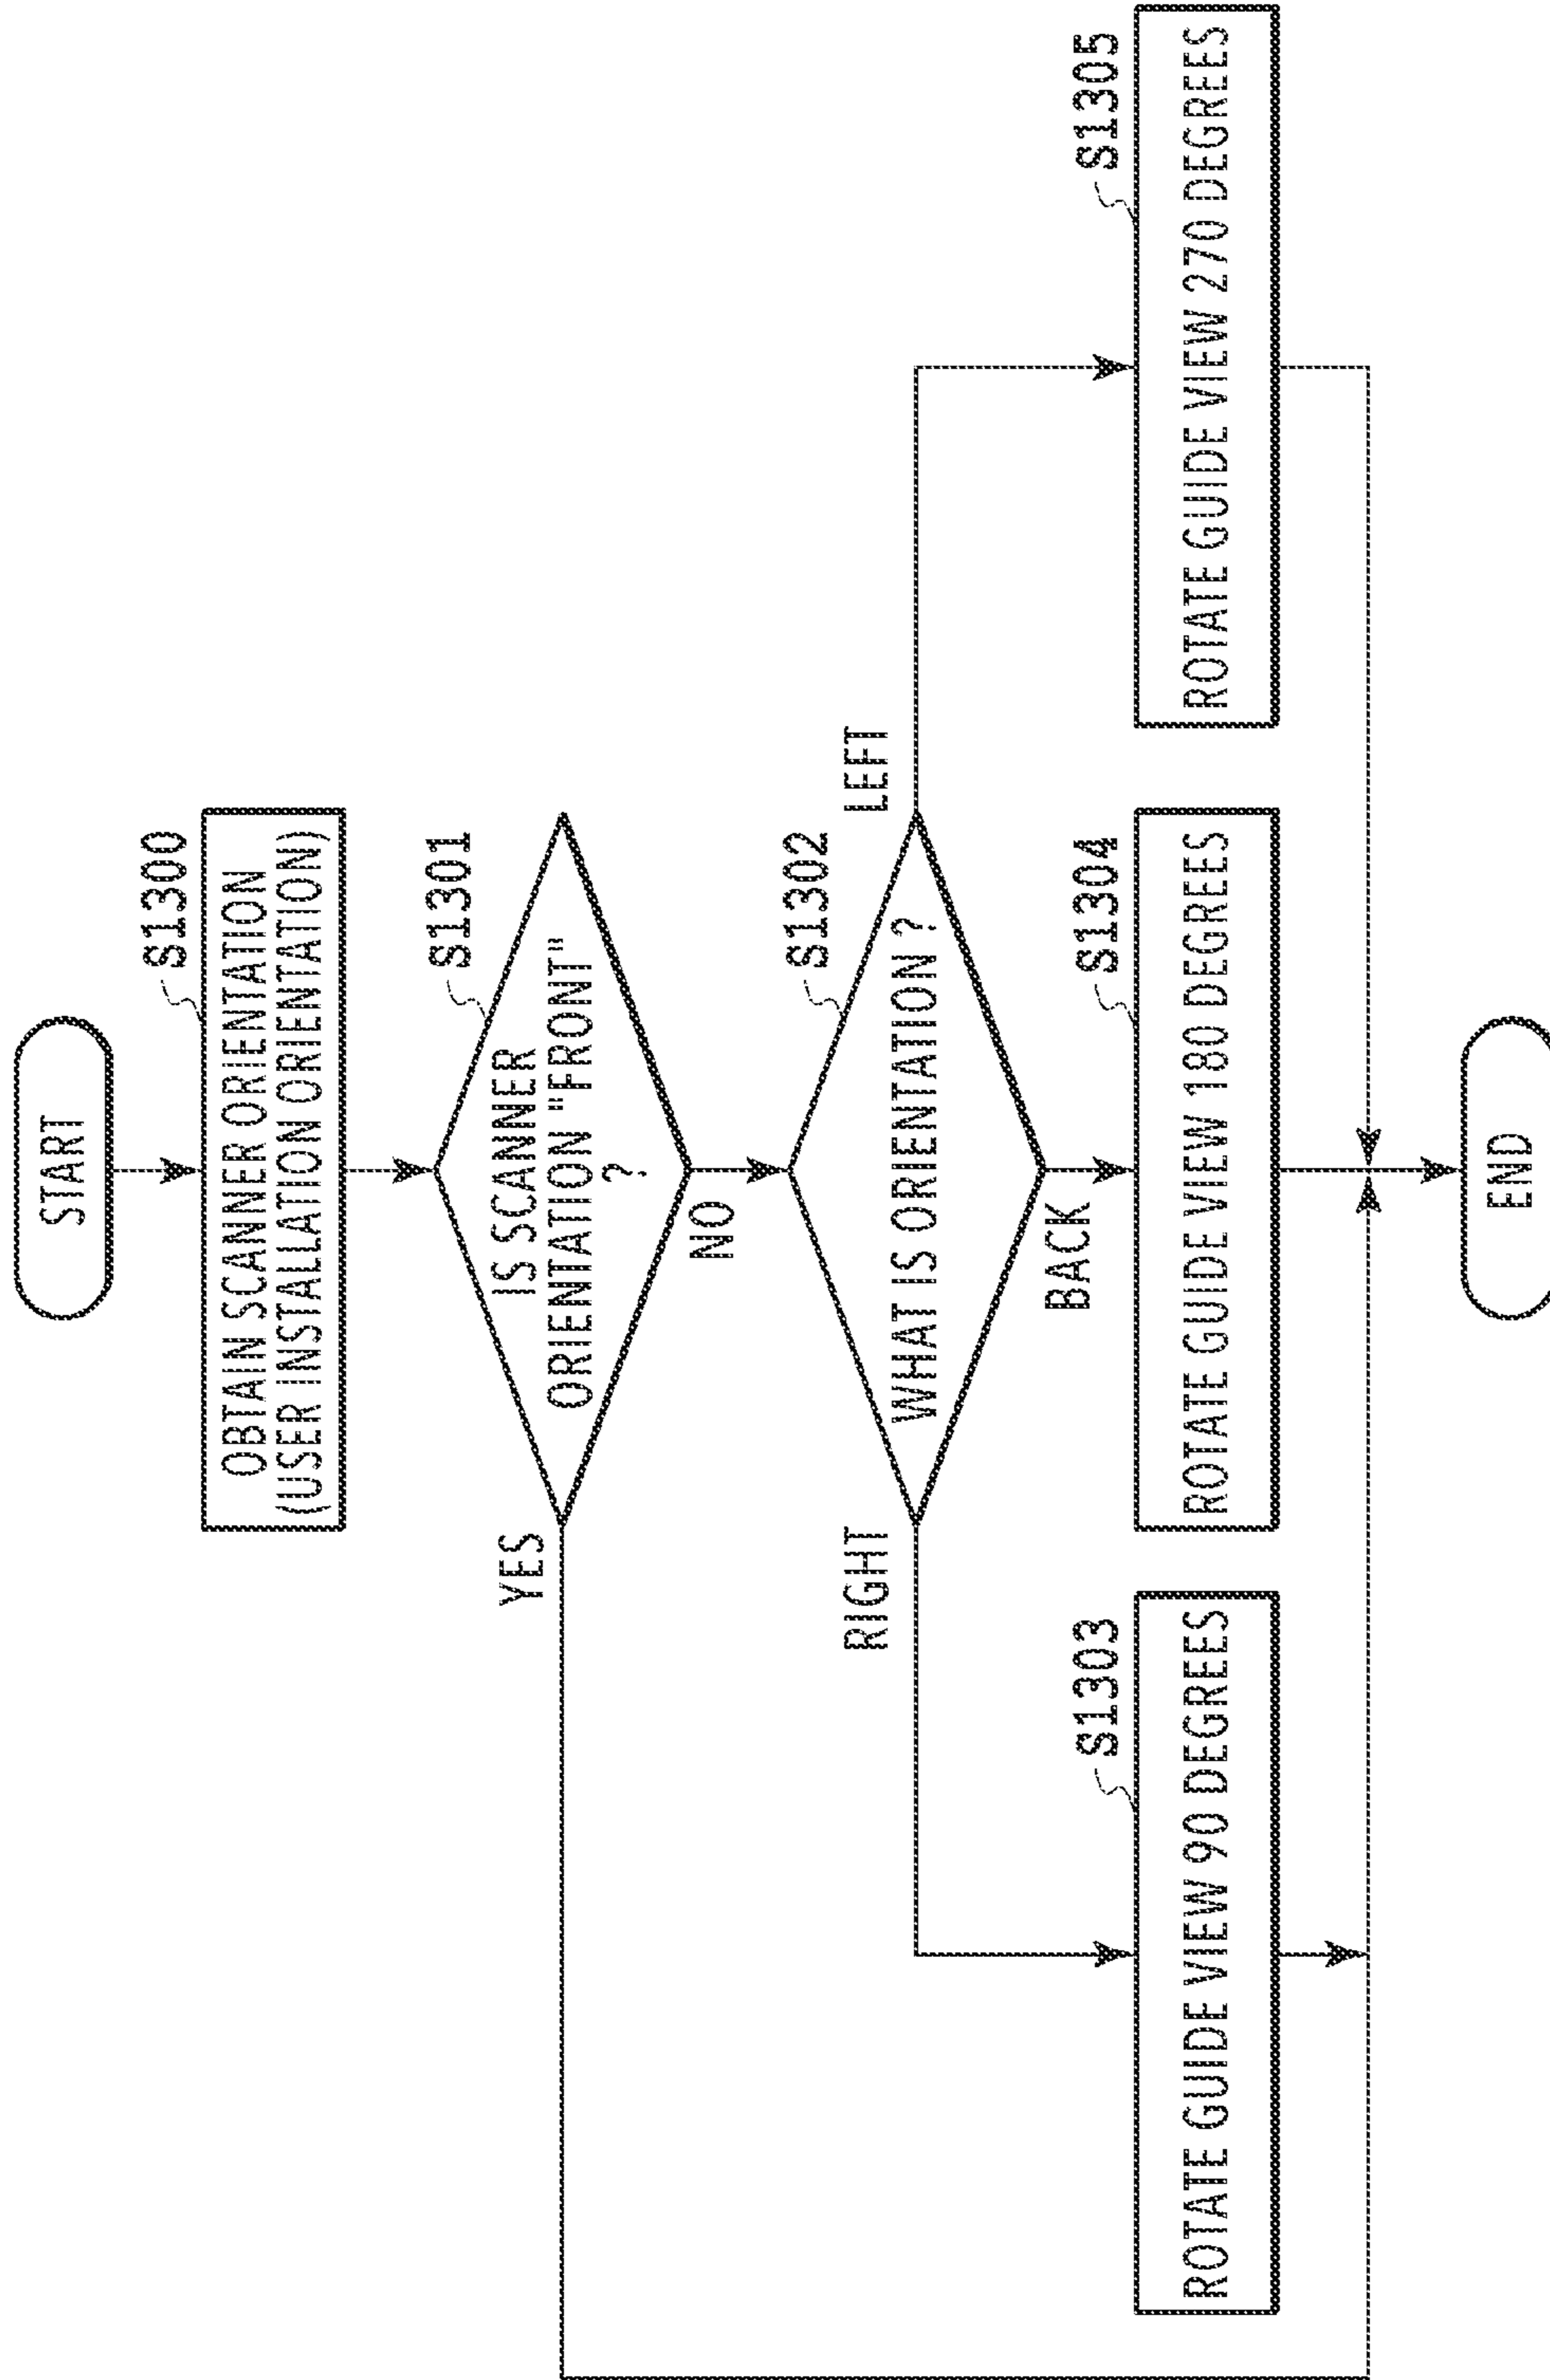 START
S1300
OBTAIN SCANNER ORIENTATION
(USER INSTALLATION ORIENTATION)
S1301
IS SCANNER
ORIENTATION "FRONT"
?
YES
NO
S1302
WHAT IS ORIENTATION ?
RIGHT
LEFT
BACK
S1303
ROTATE GUIDE VIEW 90 DEGREES
S1304
ROTATE GUIDE VIEW 180 DEGREES
S1305
ROTATE GUIDE VIEW 270 DEGREES
END